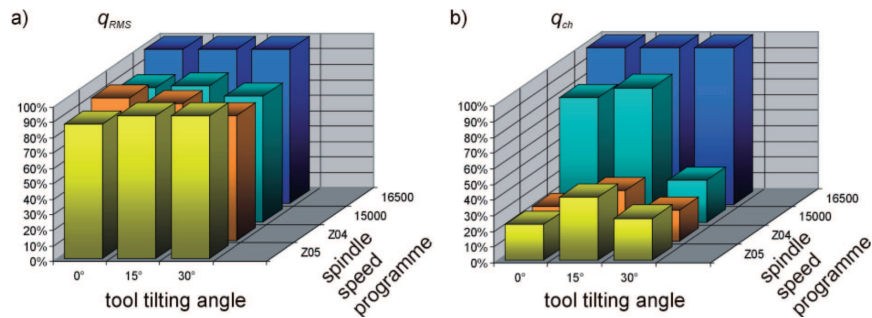 a)
q_RMS
100%
90%
80%
70%
60%
50%
40%
30%
20%
10%
0%
0°
15°
30°
tool tilting angle
Z05
Z04
15000
16500
spindle
speed
programme
b)
q_ch
100%
90%
80%
70%
60%
50%
40%
30%
20%
10%
0%
0°
15°
30°
tool tilting angle
Z05
Z04
15000
16500
spindle
speed
programme